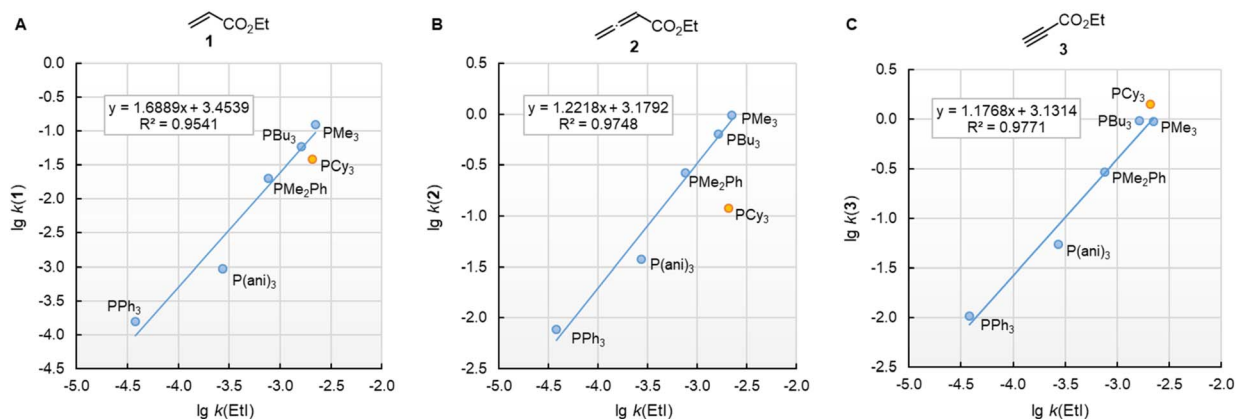 A
CO₂Et
1
0.0
-0.5
-1.0
-1.5
-2.0
-2.5
-3.0
-3.5
-4.0
-4.5
lg k(1)
y = 1.6889x + 3.4539
R² = 0.9541
PBu₃
PMe₃
PCy₃
PMe₂Ph
P(ani)₃
PPh₃
-5.0 -4.5 -4.0 -3.5 -3.0 -2.5 -2.0
lg k(EtI)
B
CO₂Et
2
0.5
0.0
-0.5
-1.0
-1.5
-2.0
-2.5
lg k(2)
y = 1.2218x + 3.1792
R² = 0.9748
PMe₃
PBu₃
PMe₂Ph
PCy₃
P(ani)₃
PPh₃
-5.0 -4.5 -4.0 -3.5 -3.0 -2.5 -2.0
lg k(EtI)
C
CO₂Et
3
0.5
0.0
-0.5
-1.0
-1.5
-2.0
-2.5
lg k(3)
y = 1.1768x + 3.1314
R² = 0.9771
PCy₃
PBu₃
PMe₃
PMe₂Ph
P(ani)₃
PPh₃
-5.0 -4.5 -4.0 -3.5 -3.0 -2.5 -2.0
lg k(EtI)